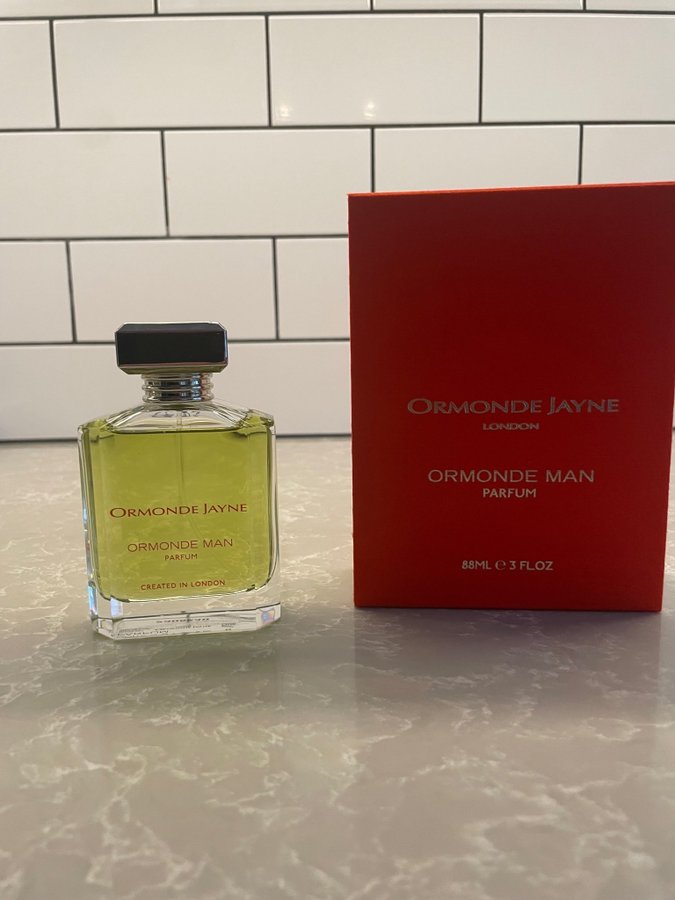 ORMONDE JAYNE
ORMONDE MAN
PARFUM
CREATED IN LONDON
ORMONDE JAYNE
LONDON
ORMONDE MAN
PARFUM
88ML ℮ 3 FLOZ